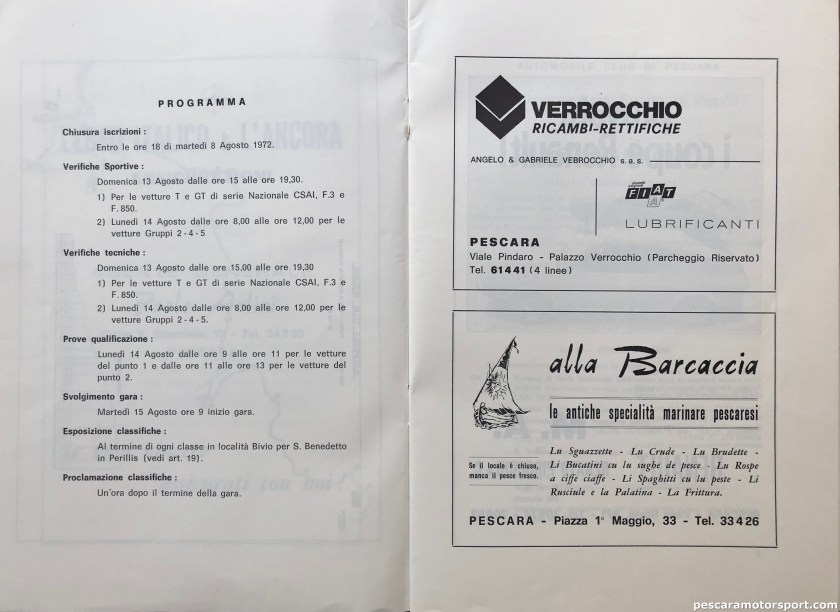 PROGRAMMA
Chiusura iscrizioni :
Entro le ore 18 di martedì 8 Agosto 1972.
Verifiche Sportive :
Domenica 13 Agosto dalle ore 15 alle ore 19,30.
1) Per le vetture T e GT di serie Nazionale CSAI, F.3 e
F. 850.
2) Lunedì 14 Agosto dalle ore 8,00 alle ore 12,00 per le
vetture Gruppi 2 - 4 - 5
Verifiche tecniche :
Domenica 13 Agosto dalle ore 15,00 alle ore 19,30
1) Per le vetture T e GT di serie Nazionale CSAI, F.3 e
F. 850.
2) Lunedì 14 Agosto dalle ore 8,00 alle ore 12,00 per le
vetture Gruppi 2 - 4 - 5.
Prove qualificazione :
Lunedì 14 Agosto dalle ore 9 alle ore 11 per le vetture
del punto 1 e dalle ore 11 alle ore 13 per le vetture del
punto 2.
Svolgimento gara :
Martedì 15 Agosto ore 9 inizio gara.
Esposizione classifiche :
Al termine di ogni classe in località Bivio per S. Benedetto
in Perillis (vedi art. 19).
Proclamazione classifiche :
Un'ora dopo il termine della gara.
VERROCCHIO
RICAMBI-RETTIFICHE
ANGELO & GABRIELE VEBROCCHIO s.a.s.
FIAT
LUBRIFICANTI
PESCARA
Viale Pindaro - Palazzo Verrocchio (Parcheggio Riservato)
Tel. 61441 (4 linee)
alla Barcaccia
le antiche specialità marinare pescaresi
Se il locale è chiuso,
manca il pesce fresco.
Lu Sguazzette - Lu Crude - Lu Brudette -
Li Bucatini cu lu sughe de pesce - Lu Rospe
a ciffe ciaffe - Li Spaghitti cu lu peste - Li
Rusciule e la Palatina - La Frittura.
PESCARA - Piazza 1° Maggio, 33 - Tel. 33426
pescaramotorsport.com